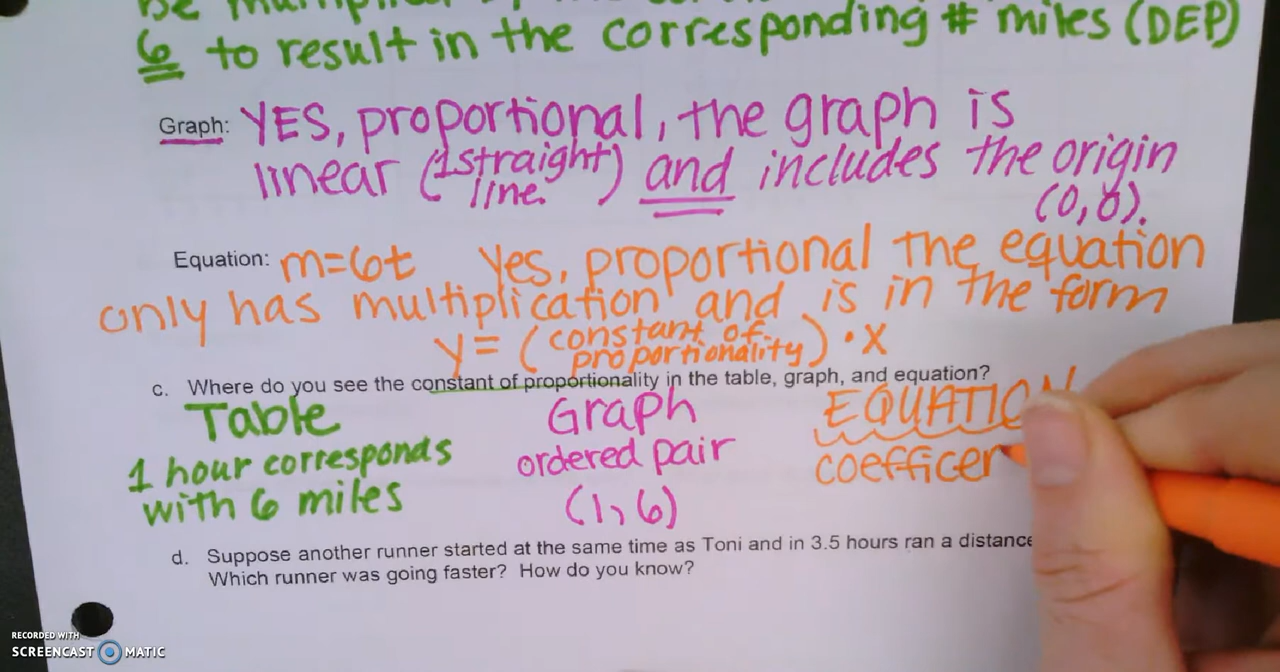 be multiplied by
6 to result in the corresponding # miles (DEP)
Graph: YES, proportional, the graph is
linear (1 straight line.) and includes the origin
(0,0).
Equation: m=6t Yes, proportional the equation
only has multiplication and is in the form
y = (constant of proportionality) · x
c. Where do you see the constant of proportionality in the table, graph, and equation?
Table Graph EQUATION
1 hour corresponds ordered pair coefficer
with 6 miles (1, 6)
d. Suppose another runner started at the same time as Toni and in 3.5 hours ran a distance
Which runner was going faster? How do you know?
RECORDED WITH
SCREENCAST MATIC